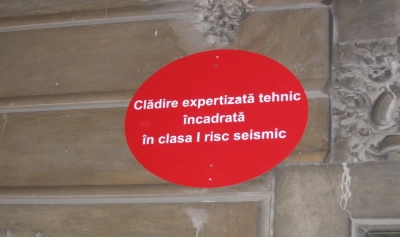 Clădire expertizată tehnic
încadrată
în clasa I risc seismic